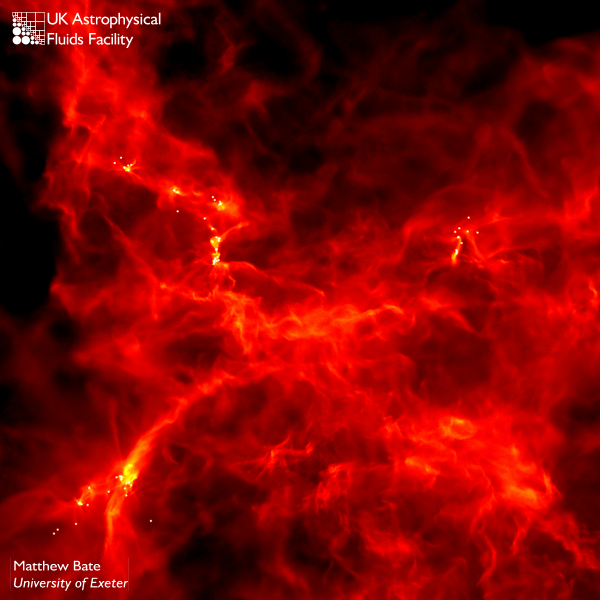 UK Astrophysical
Fluids Facility
Matthew Bate
University of Exeter